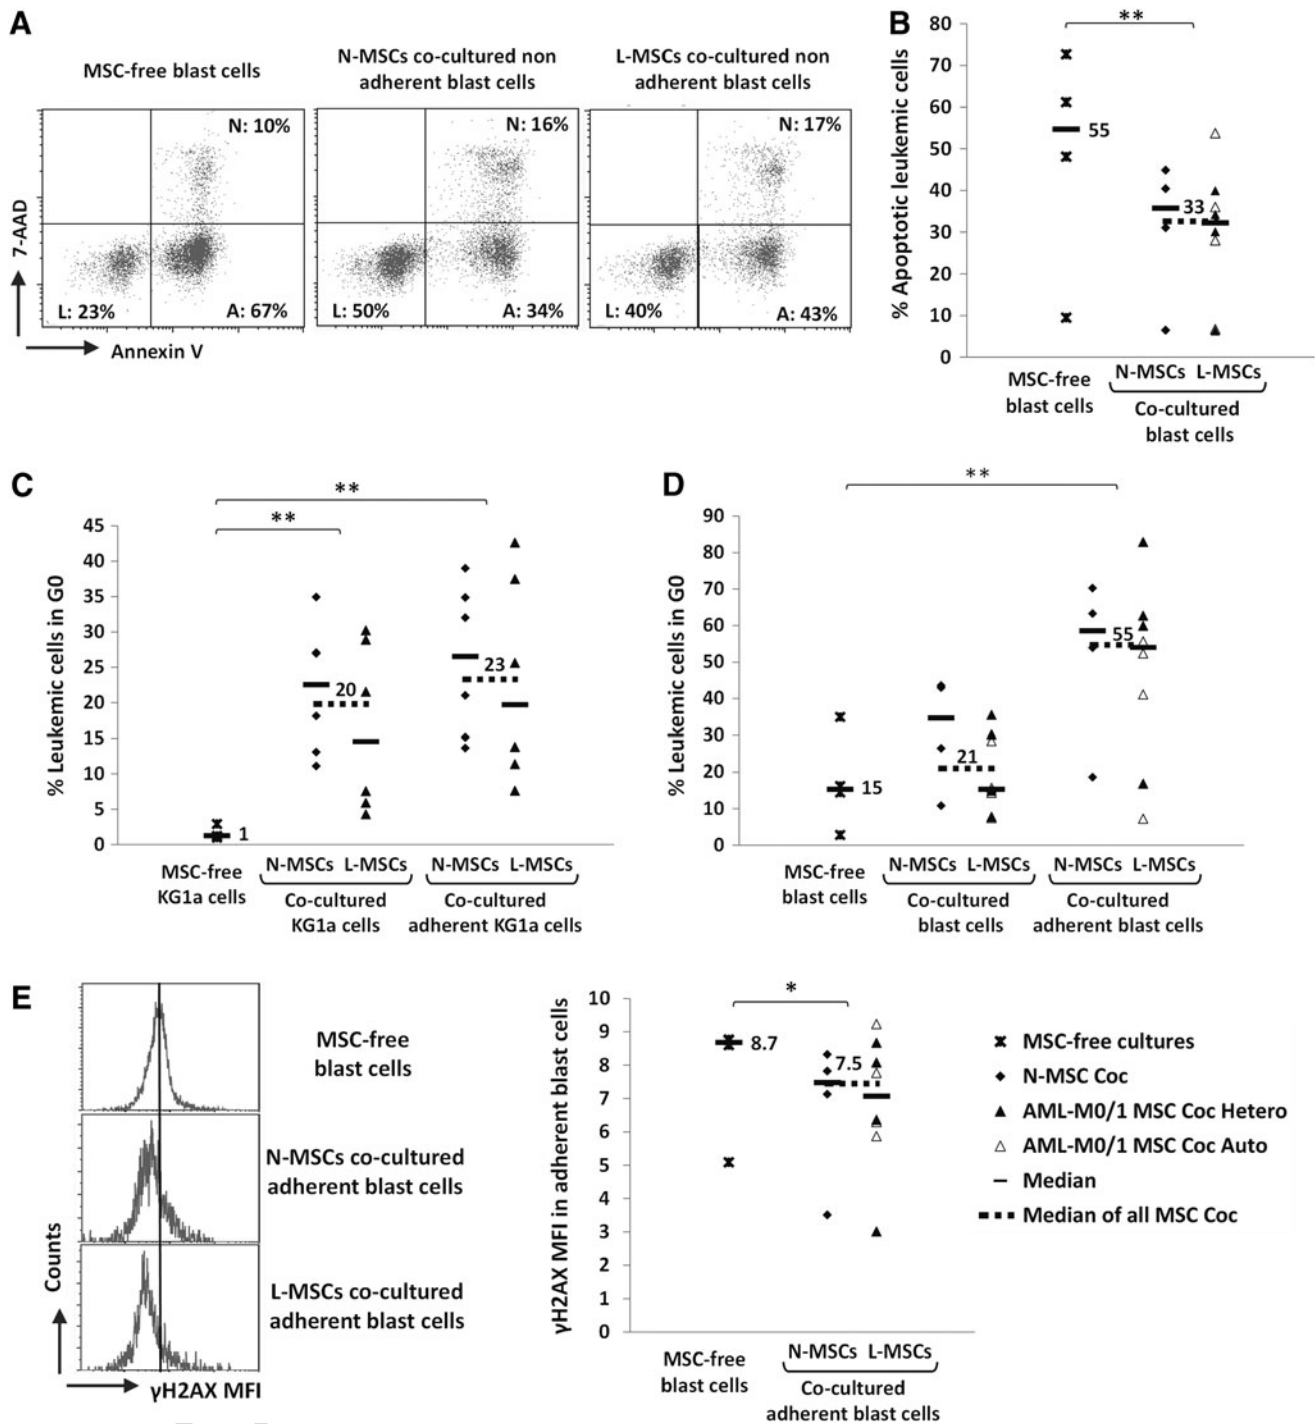 A
MSC-free blast cells
N-MSCs co-cultured non
adherent blast cells
L-MSCs co-cultured non
adherent blast cells
N: 10%
L: 23%
A: 67%
N: 16%
L: 50%
A: 34%
N: 17%
L: 40%
A: 43%
7-AAD
Annexin V
B
**
% Apoptotic leukemic cells
80
70
60
50
40
30
20
10
0
55
33
MSC-free
blast cells
N-MSCs L-MSCs
Co-cultured
blast cells
C
**
**
% Leukemic cells in G0
45
40
35
30
25
20
15
10
5
0
1
20
23
MSC-free
KG1a cells
N-MSCs L-MSCs
Co-cultured
KG1a cells
N-MSCs L-MSCs
Co-cultured
adherent KG1a cells
D
**
% Leukemic cells in G0
90
80
70
60
50
40
30
20
10
0
15
21
55
MSC-free
blast cells
N-MSCs L-MSCs
Co-cultured
blast cells
N-MSCs L-MSCs
Co-cultured
adherent blast cells
E
MSC-free
blast cells
N-MSCs co-cultured
adherent blast cells
L-MSCs co-cultured
adherent blast cells
Counts
γH2AX MFI
*
γH2AX MFI in adherent blast cells
10
9
8
7
6
5
4
3
2
1
0
8.7
7.5
MSC-free
blast cells
N-MSCs L-MSCs
Co-cultured
adherent blast cells
MSC-free cultures
N-MSC Coc
AML-M0/1 MSC Coc Hetero
AML-M0/1 MSC Coc Auto
Median
Median of all MSC Coc